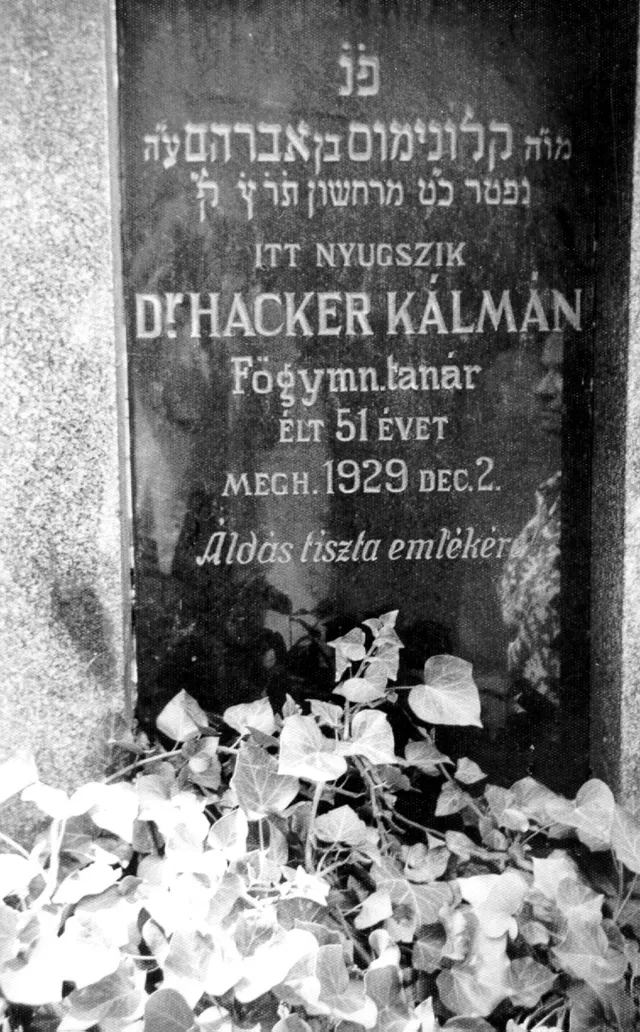 פ״נ
מו״ה קלונימוס בן אברהם ע״ה
נפטר כ״ט מרחשון תר״ץ
ITT NYUGSZIK
Dr. HACKER KÁLMÁN
Főgymn. tanár
ÉLT 51 ÉVET
MEGH. 1929 DEC. 2.
Áldás tiszta emlékére